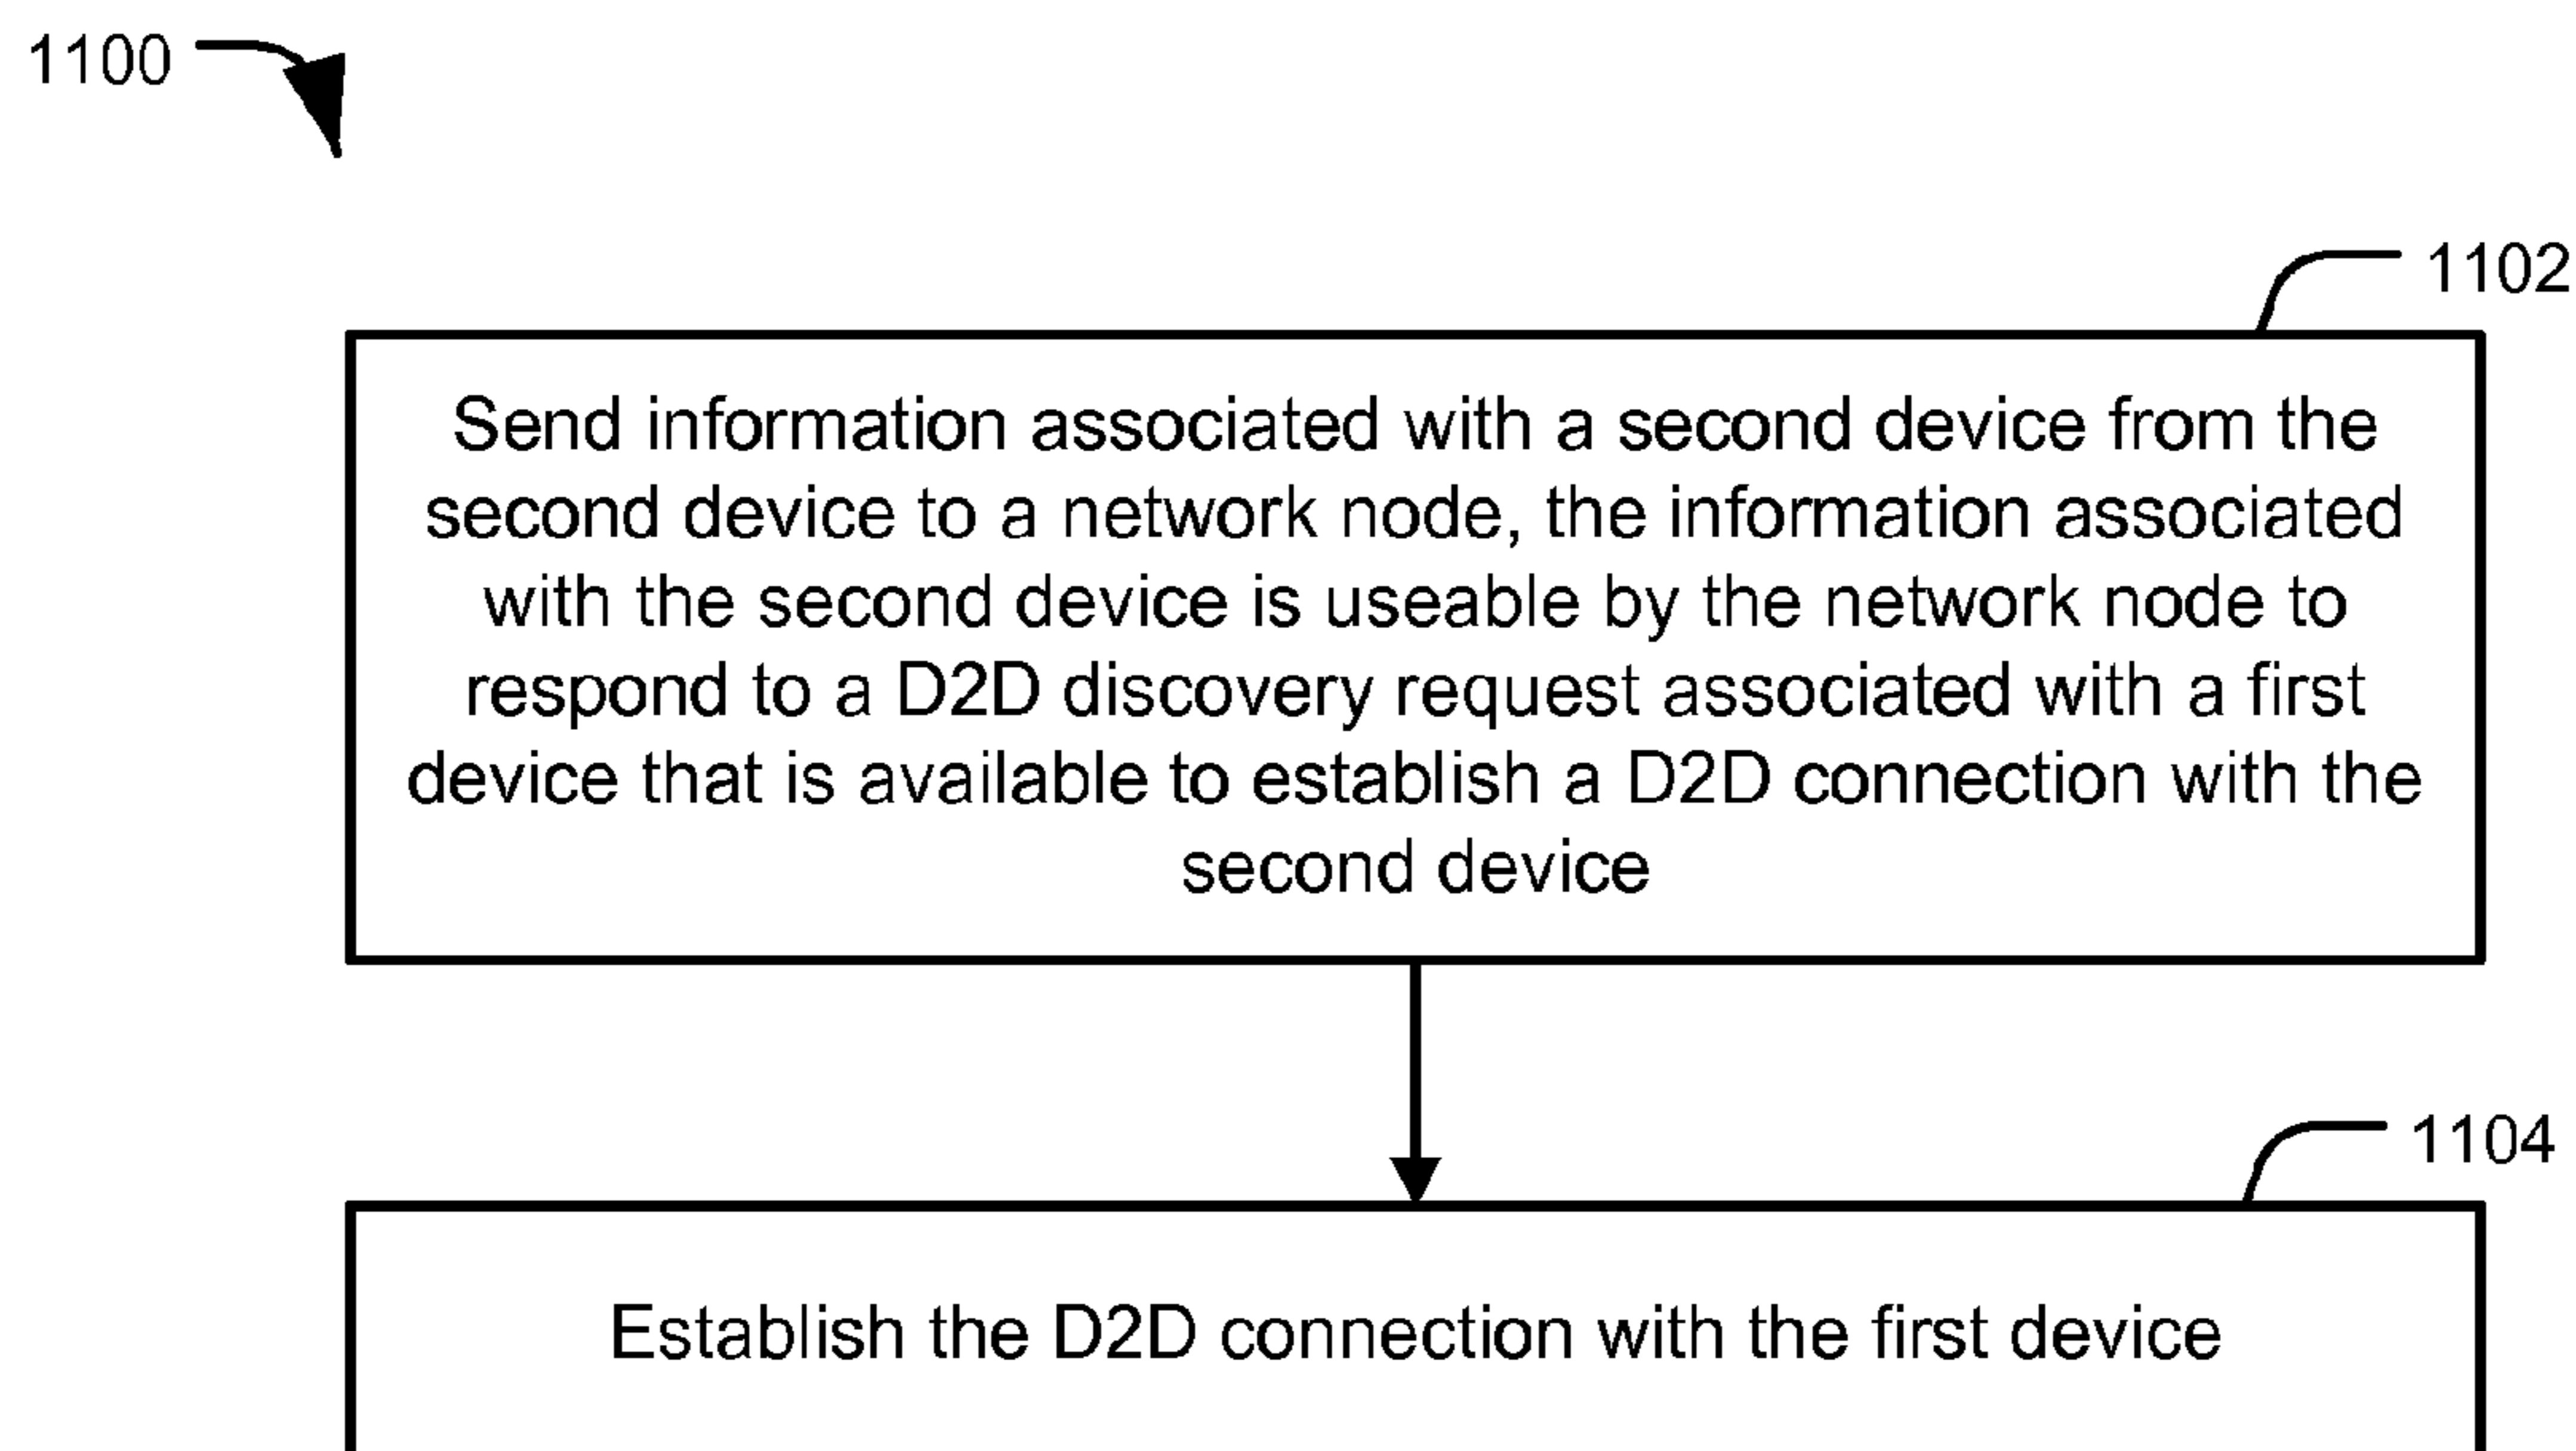 1100
1102
Send information associated with a second device from the
second device to a network node, the information associated
with the second device is useable by the network node to
respond to a D2D discovery request associated with a first
device that is available to establish a D2D connection with the
second device
1104
Establish the D2D connection with the first device